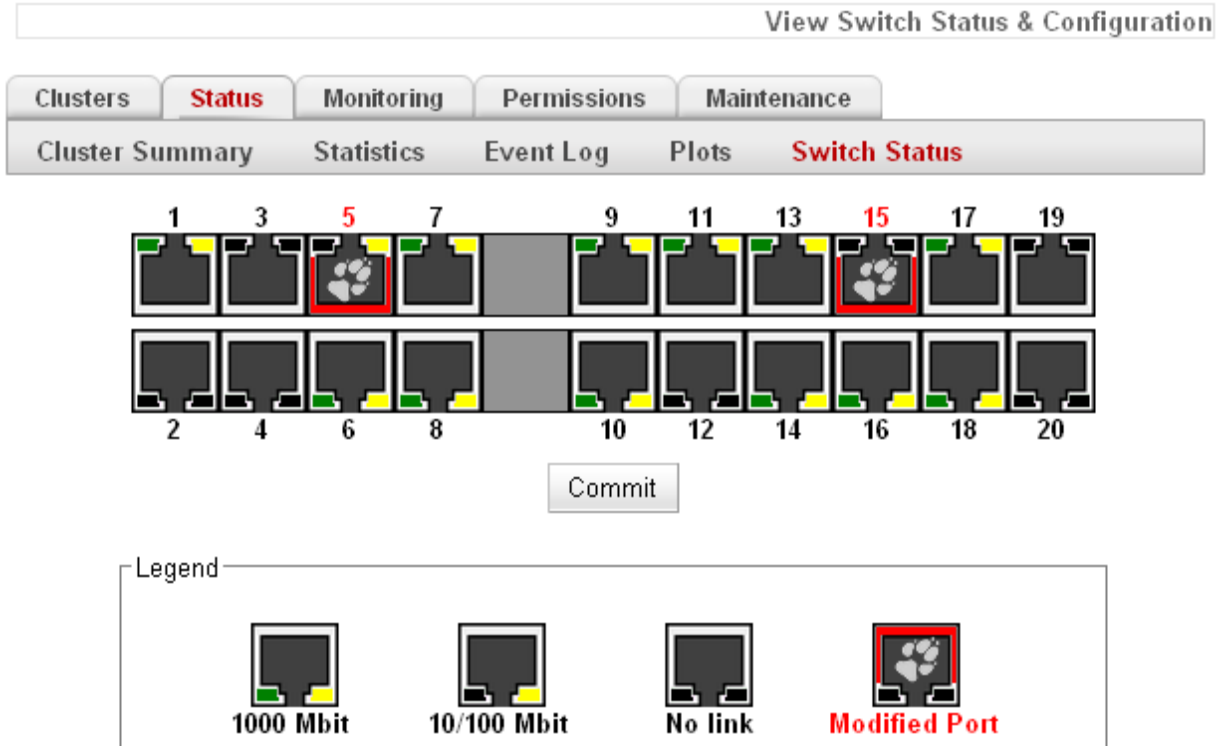 View Switch Status & Configuration
Clusters Status Monitoring Permissions Maintenance
Cluster Summary Statistics Event Log Plots Switch Status
1 3 5 7 9 11 13 15 17 19
2 4 6 8 10 12 14 16 18 20
Commit
Legend
1000 Mbit 10/100 Mbit No link Modified Port